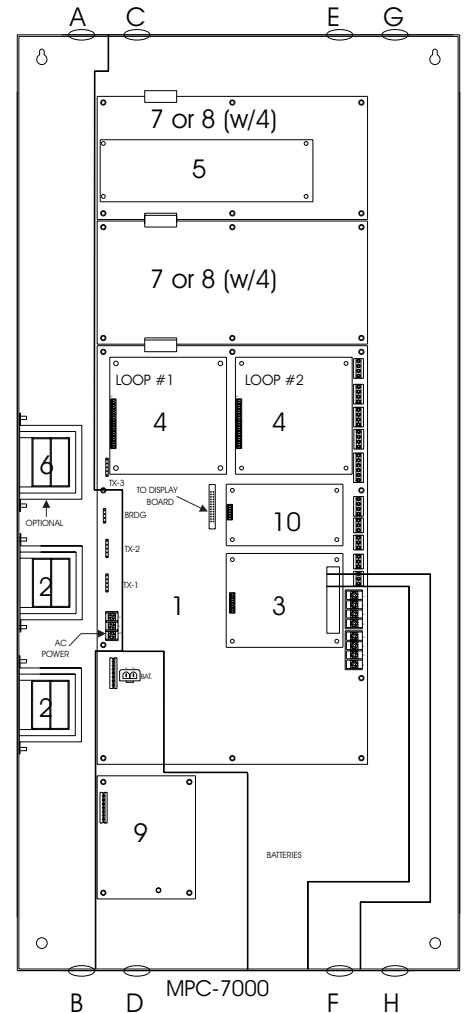 A C E G
7 or 8 (w/4)
5
7 or 8 (w/4)
LOOP #1 LOOP #2
4 4
6
TX-3
TO DISPLAY
BOARD
OPTIONAL
BRDG
10
TX-2
2
TX-1
1
3
AC
POWER
BAT.
2
9
BATTERIES
MPC-7000
B D F H